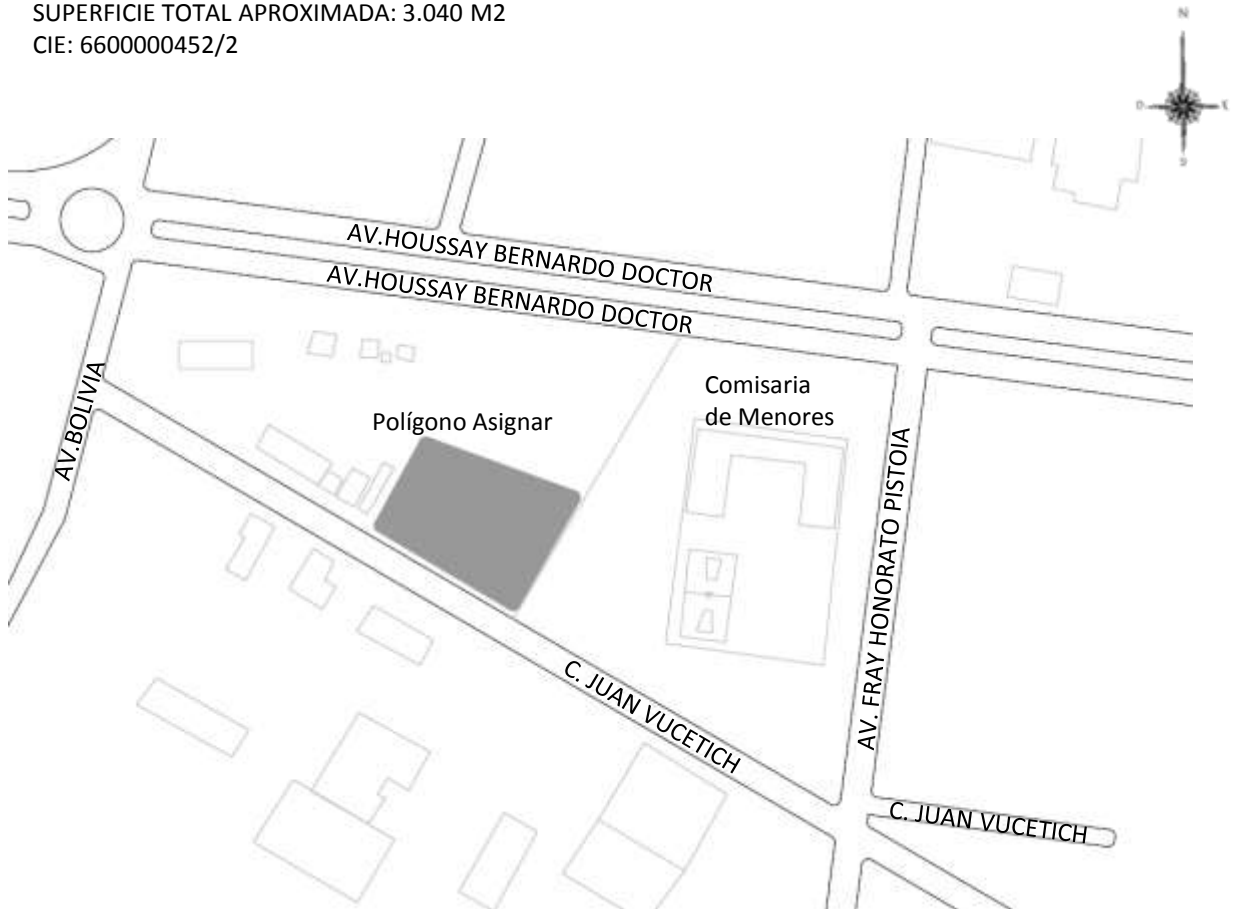 SUPERFICIE TOTAL APROXIMADA: 3.040 M2
CIE: 6600000452/2
N
O
E
S
AV.HOUSSAY BERNARDO DOCTOR
AV.HOUSSAY BERNARDO DOCTOR
AV.BOLIVIA
Polígono Asignar
Comisaria
de Menores
AV. FRAY HONORATO PISTOIA
C. JUAN VUCETICH
C. JUAN VUCETICH